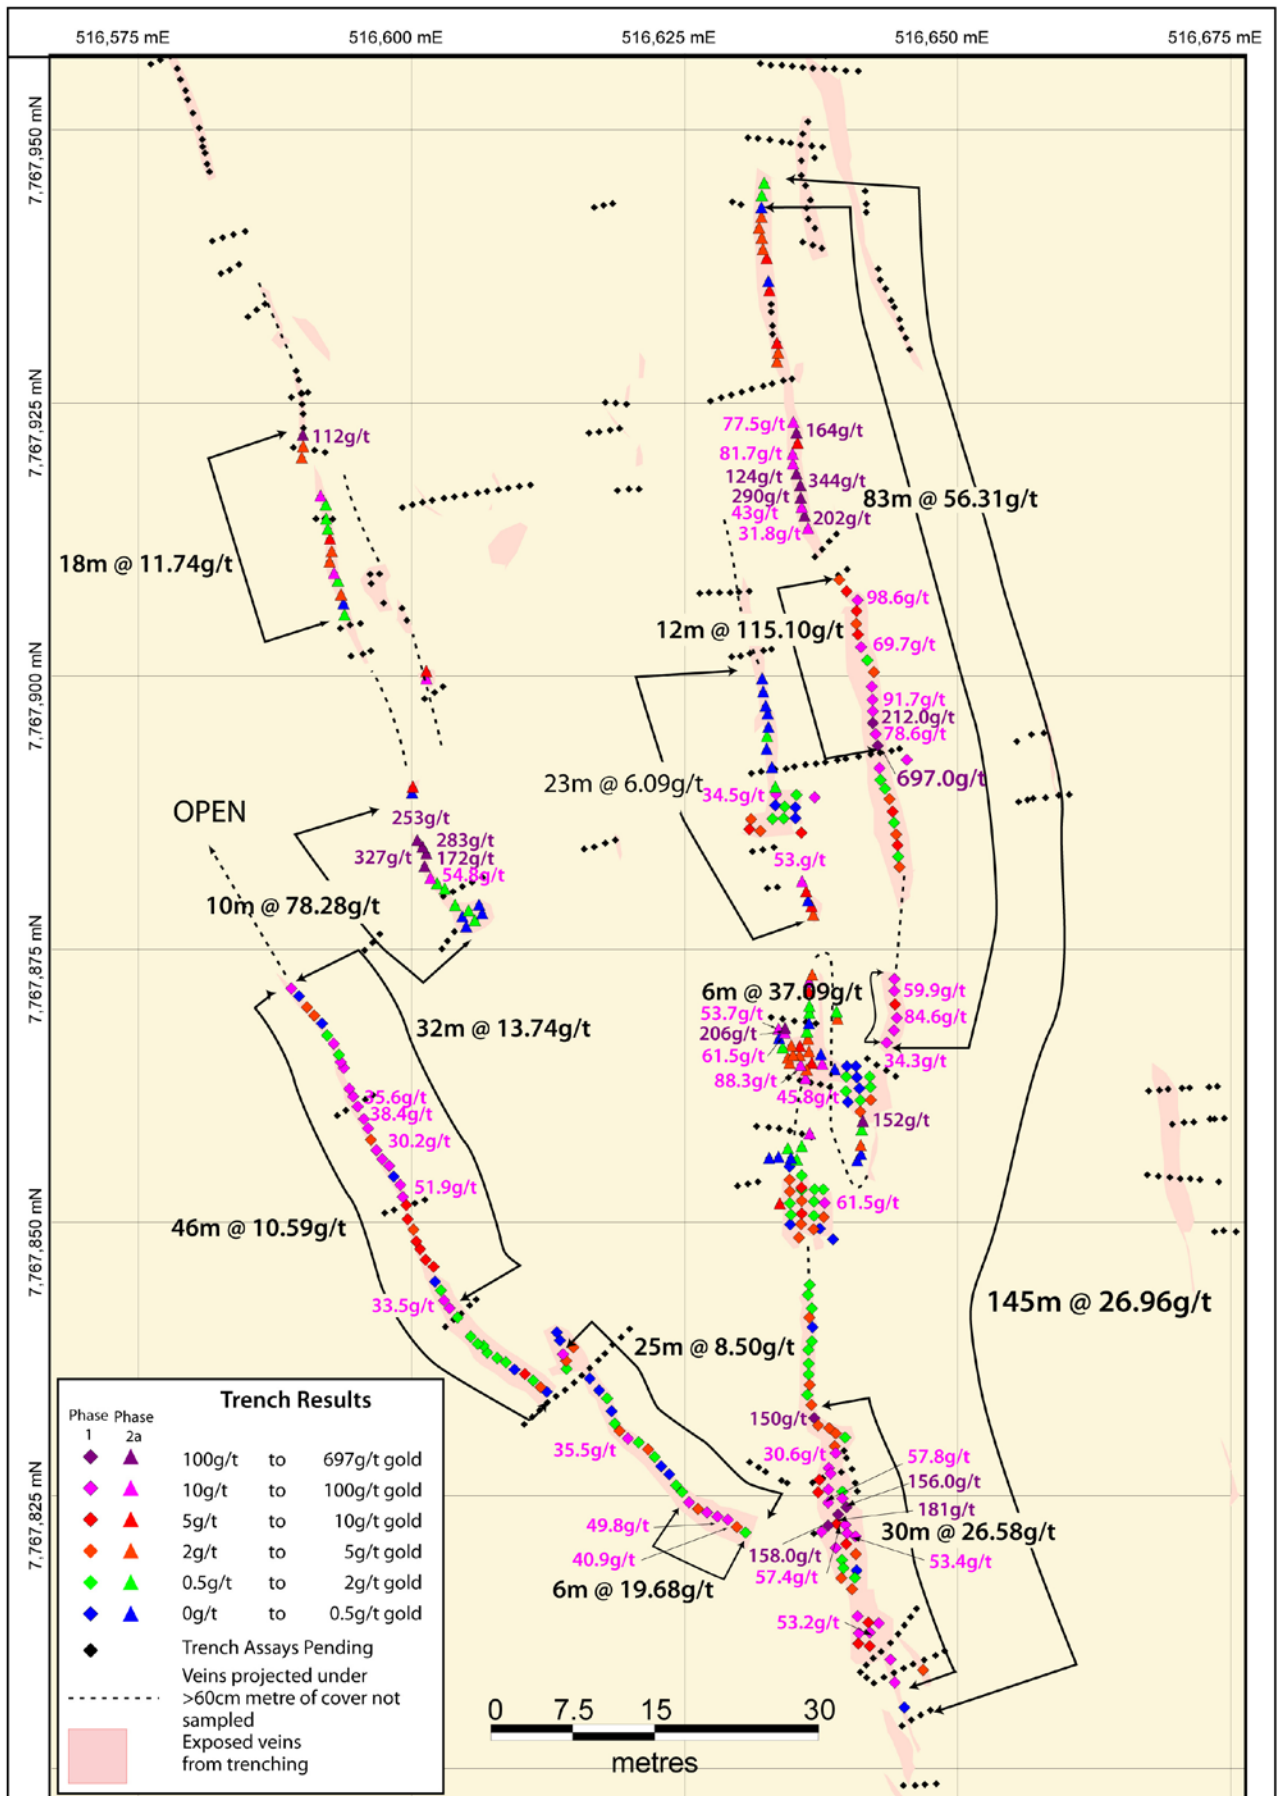 516,575 mE 516,600 mE 516,625 mE 516,650 mE 516,675 mE
7,767,950 mN
7,767,925 mN
7,767,900 mN
7,767,875 mN
7,767,850 mN
7,767,825 mN
112g/t
77.5g/t
164g/t
81.7g/t
124g/t
344g/t
290g/t
43g/t
202g/t
31.8g/t
83m @ 56.31g/t
18m @ 11.74g/t
98.6g/t
12m @ 115.10g/t
69.7g/t
91.7g/t
212.0g/t
78.6g/t
697.0g/t
23m @ 6.09g/t
34.5g/t
OPEN
253g/t
283g/t
327g/t
172g/t
54.8g/t
53.g/t
10m @ 78.28g/t
6m @ 37.09g/t
59.9g/t
53.7g/t
84.6g/t
206g/t
32m @ 13.74g/t
61.5g/t
34.3g/t
88.3g/t
45.8g/t
35.6g/t
38.4g/t
152g/t
30.2g/t
51.9g/t
61.5g/t
46m @ 10.59g/t
33.5g/t
145m @ 26.96g/t
25m @ 8.50g/t
150g/t
35.5g/t
30.6g/t
57.8g/t
156.0g/t
181g/t
49.8g/t
30m @ 26.58g/t
40.9g/t
158.0g/t
53.4g/t
57.4g/t
6m @ 19.68g/t
53.2g/t
Trench Results
Phase Phase
1 2a
100g/t to 697g/t gold
10g/t to 100g/t gold
5g/t to 10g/t gold
2g/t to 5g/t gold
0.5g/t to 2g/t gold
0g/t to 0.5g/t gold
Trench Assays Pending
Veins projected under
>60cm metre of cover not
sampled
Exposed veins
from trenching
0 7.5 15 30
metres